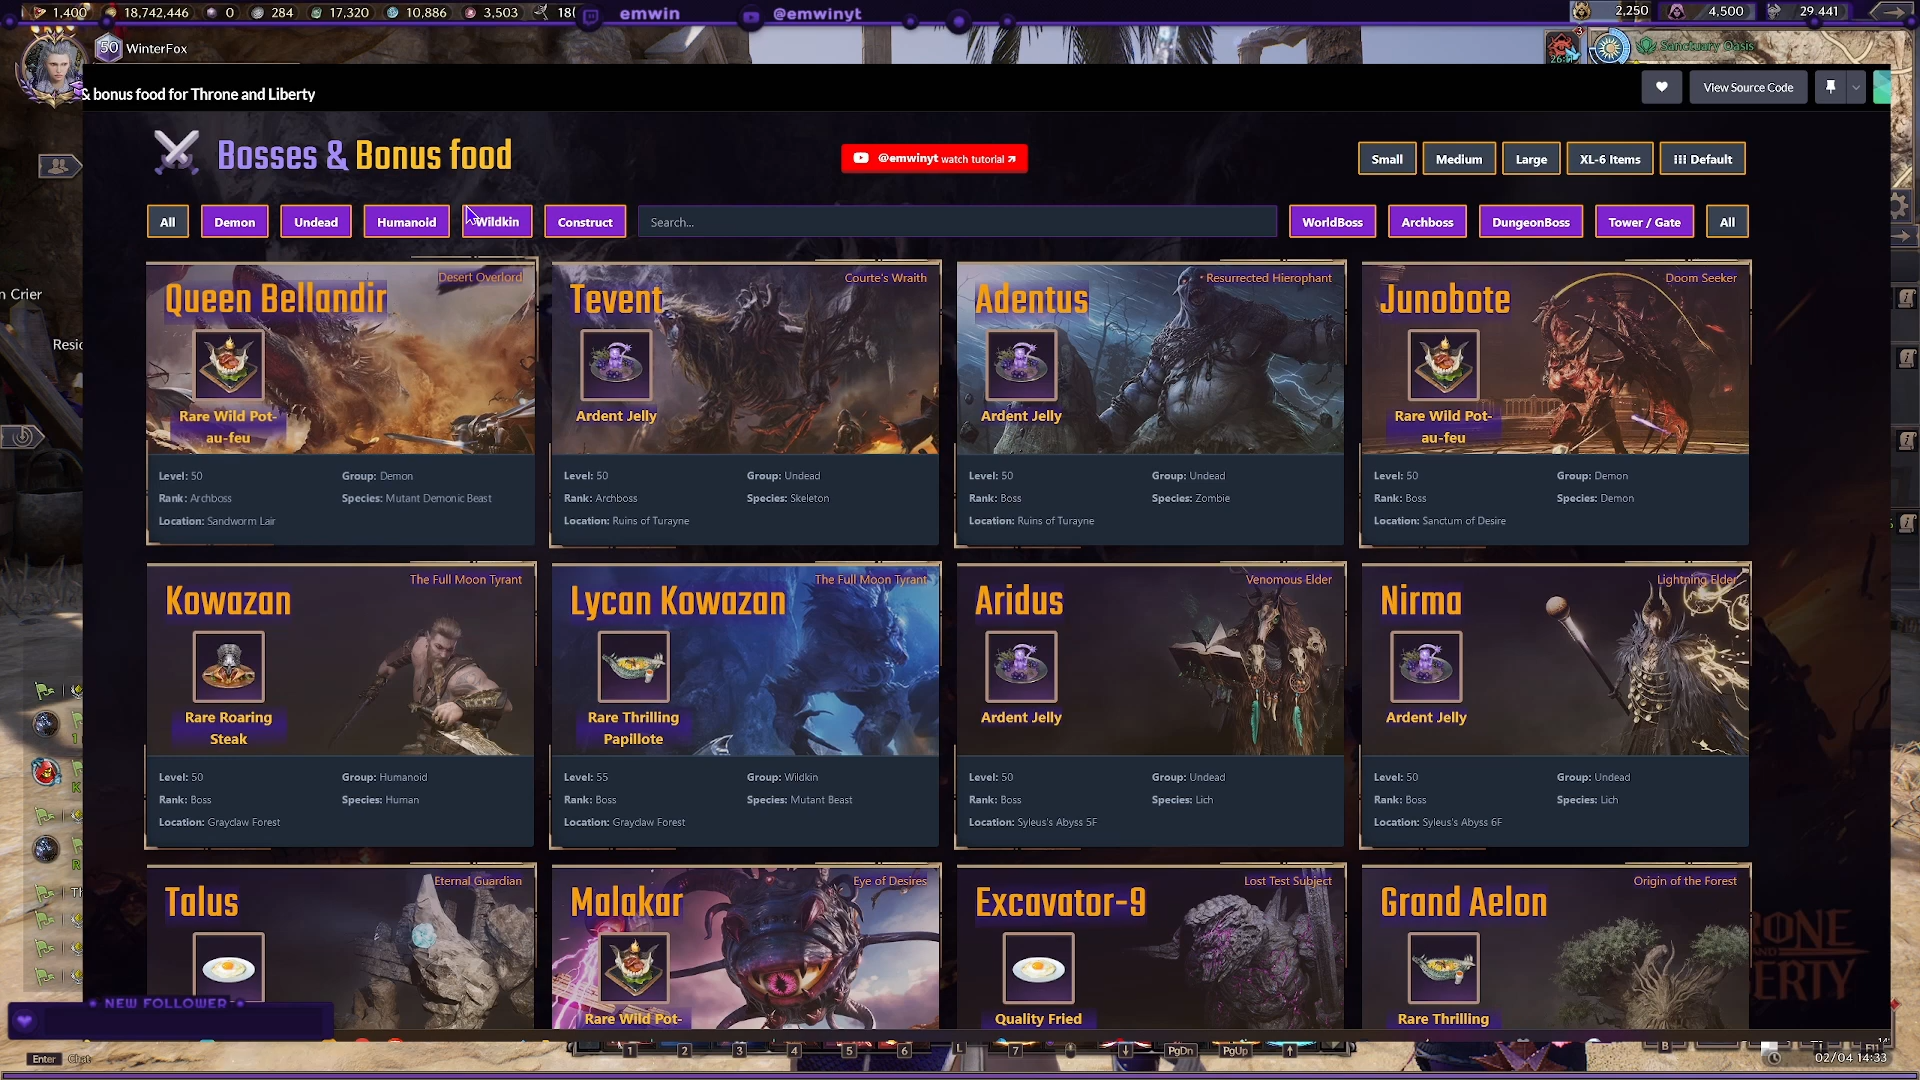 1,400 18,742,446 0 284 17,320 10,886 3,503 emwin @emwinyt 2,250 4,500 29,441
50 WinterFox
26:11 Sanctuary Oasis
& bonus food for Throne and Liberty
View Source Code
Bosses & Bonus food
@emwinyt watch tutorial
Small Medium Large XL-6 Items Default
All Demon Undead Humanoid Wildkin Construct Search... WorldBoss Archboss DungeonBoss Tower / Gate All
n Crier
Resid
Queen Bellandir
Desert Overlord
Rare Wild Pot-
au-feu
Level: 50 Group: Demon
Rank: Archboss Species: Mutant Demonic Beast
Location: Sandworm Lair
Tevent
Courte's Wraith
Ardent Jelly
Level: 50 Group: Undead
Rank: Archboss Species: Skeleton
Location: Ruins of Turayne
Adentus
Resurrected Hierophant
Ardent Jelly
Level: 50 Group: Undead
Rank: Boss Species: Zombie
Location: Ruins of Turayne
Junobote
Doom Seeker
Rare Wild Pot-
au-feu
Level: 50 Group: Demon
Rank: Boss Species: Demon
Location: Sanctum of Desire
Kowazan
The Full Moon Tyrant
Rare Roaring
Steak
Level: 50 Group: Humanoid
Rank: Boss Species: Human
Location: Grayclaw Forest
Lycan Kowazan
The Full Moon Tyrant
Rare Thrilling
Papillote
Level: 55 Group: Wildkin
Rank: Boss Species: Mutant Beast
Location: Grayclaw Forest
Aridus
Venomous Elder
Ardent Jelly
Level: 50 Group: Undead
Rank: Boss Species: Lich
Location: Syleus's Abyss 5F
Nirma
Lightning Elder
Ardent Jelly
Level: 50 Group: Undead
Rank: Boss Species: Lich
Location: Syleus's Abyss 6F
Talus
Eternal Guardian
Malakar
Eye of Desires
Rare Wild Pot-
Excavator-9
Lost Test Subject
Quality Fried
Grand Aelon
Origin of the Forest
Rare Thrilling
NEW FOLLOWER
Enter Chat
1 2 3 4 5 6 L 7 PgDn PgUp B
02/04 14:33